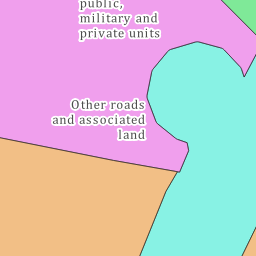 public,
military and
private units
Other roads
and associated
land